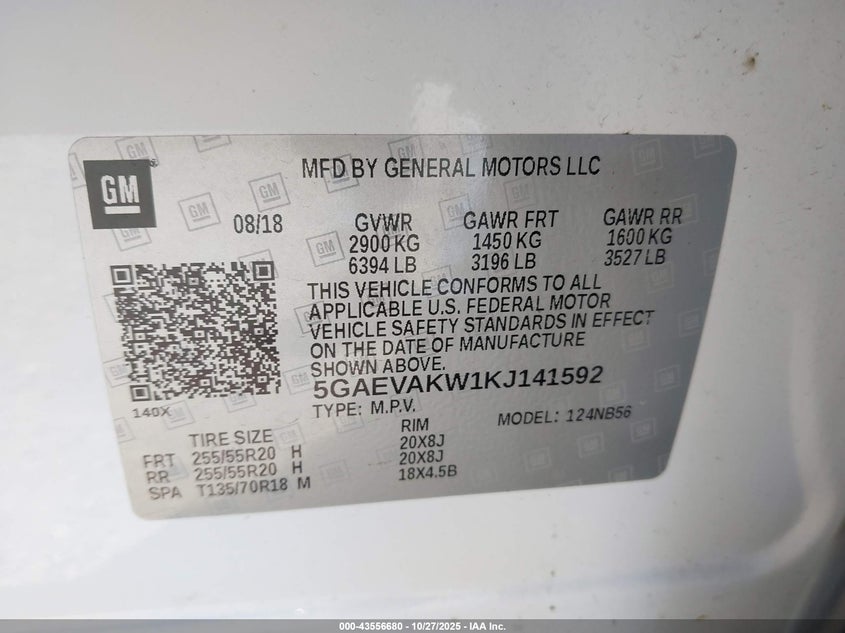 GM
MFD BY GENERAL MOTORS LLC
08/18 GVWR GAWR FRT GAWR RR
2900 KG 1450 KG 1600 KG
6394 LB 3196 LB 3527 LB
THIS VEHICLE CONFORMS TO ALL
APPLICABLE U.S. FEDERAL MOTOR
VEHICLE SAFETY STANDARDS IN EFFECT
ON THE DATE OF MANUFACTURE
SHOWN ABOVE.
5GAEVAKW1KJ141592
140X
TYPE: M.P.V. MODEL: 124NB56
TIRE SIZE RIM
FRT 255/55R20 H 20X8J
RR 255/55R20 H 20X8J
SPA T135/70R18 M 18X4.5B
000-43556680 - 10/27/2025 - IAA Inc.